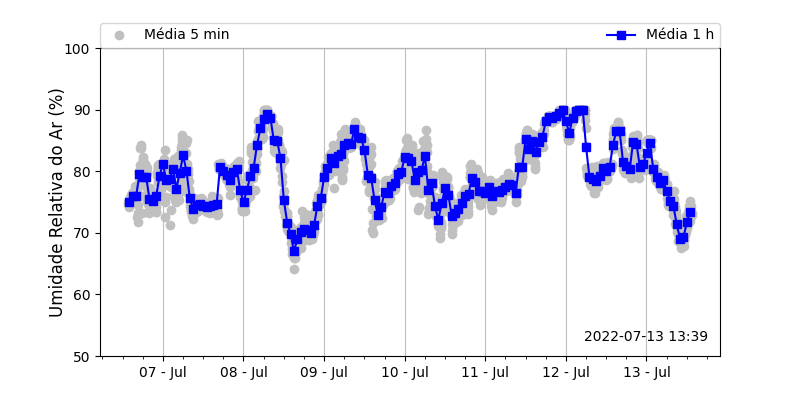 Média 5 min
Média 1 h
Umidade Relativa do Ar (%)
100
90
80
70
60
50
2022-07-13 13:39
07 - Jul
08 - Jul
09 - Jul
10 - Jul
11 - Jul
12 - Jul
13 - Jul